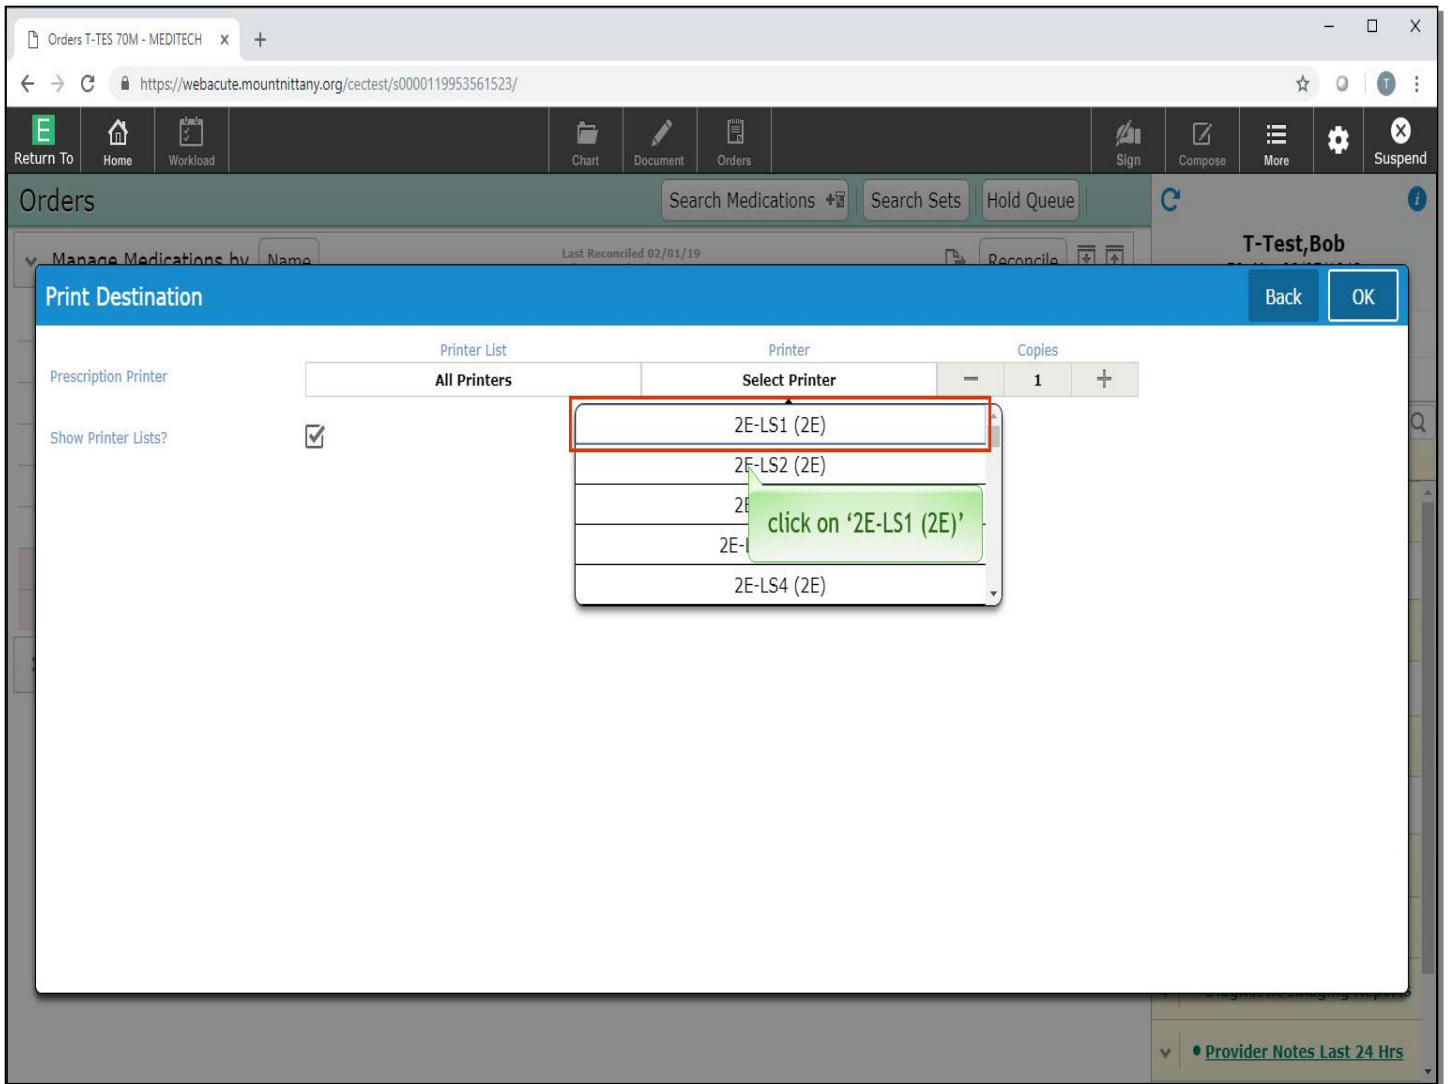 Orders T-TES 70M - MEDITECH
https://webacute.mountnittany.org/cectest/s0000119953561523/
E
Return To
Home
Workload
Chart
Document
Orders
Sign
Compose
More
Suspend
Orders
Search Medications
Search Sets
Hold Queue
T-Test,Bob
Manage Medications by Name
Last Reconciled 02/01/19
Reconcile
Print Destination
Back
OK
Printer List
Printer
Copies
Prescription Printer
All Printers
Select Printer
1
Show Printer Lists?
2E-LS1 (2E)
2E-LS2 (2E)
click on ‘2E-LS1 (2E)’
2E-LS4 (2E)
Diagnostic Imaging Reports
Provider Notes Last 24 Hrs